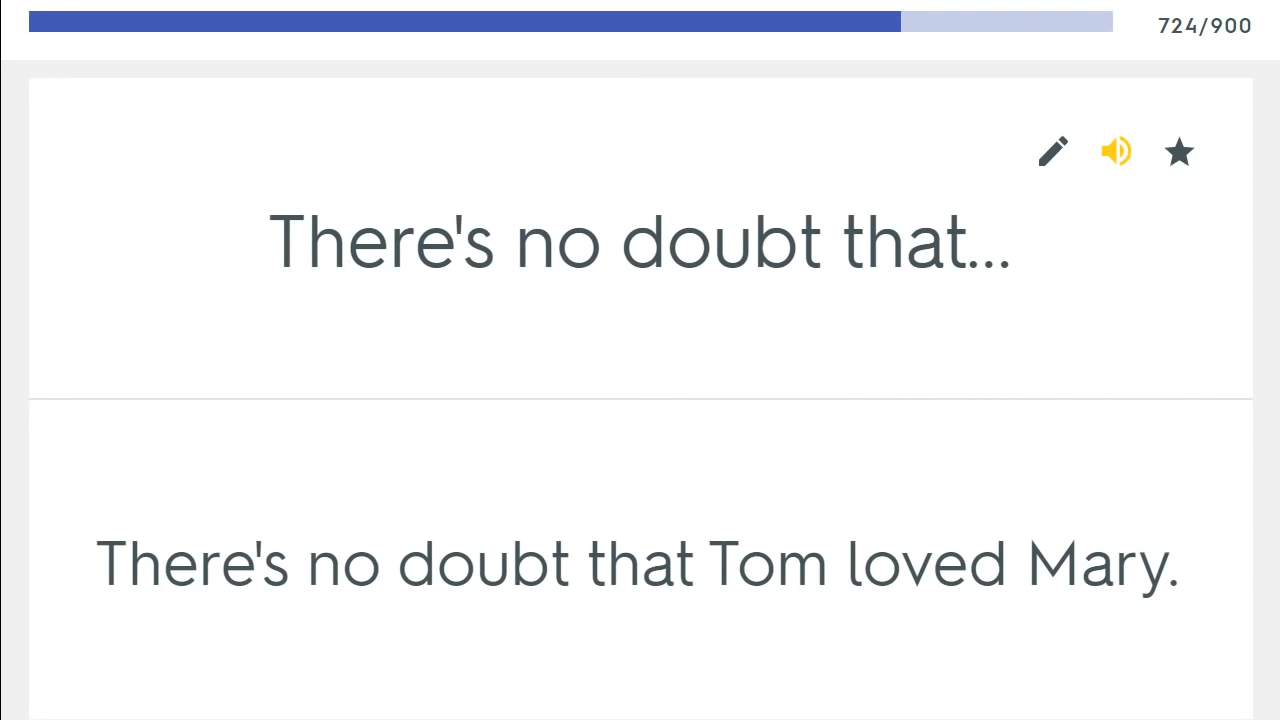 724/900
There's no doubt that...
There's no doubt that Tom loved Mary.